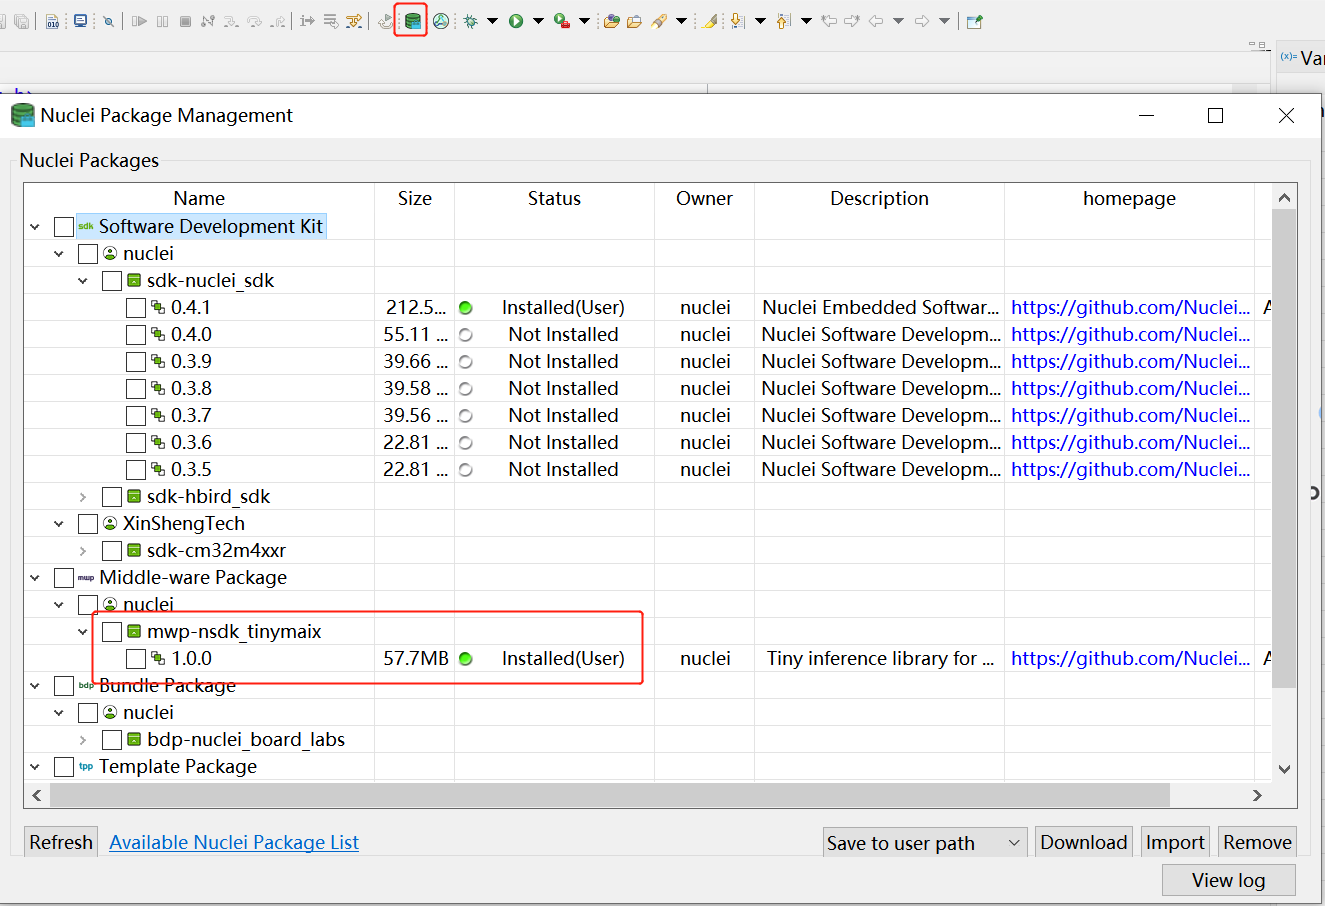 010
(x)= Var
Nuclei Package Management
Nuclei Packages
Name Size Status Owner Description homepage
sdk Software Development Kit
nuclei
sdk-nuclei_sdk
0.4.1 212.5... Installed(User) nuclei Nuclei Embedded Softwar... https://github.com/Nuclei... A
0.4.0 55.11 ... Not Installed nuclei Nuclei Software Developm... https://github.com/Nuclei...
0.3.9 39.66 ... Not Installed nuclei Nuclei Software Developm... https://github.com/Nuclei...
0.3.8 39.58 ... Not Installed nuclei Nuclei Software Developm... https://github.com/Nuclei...
0.3.7 39.56 ... Not Installed nuclei Nuclei Software Developm... https://github.com/Nuclei...
0.3.6 22.81 ... Not Installed nuclei Nuclei Software Developm... https://github.com/Nuclei...
0.3.5 22.81 ... Not Installed nuclei Nuclei Software Developm... https://github.com/Nuclei...
sdk-hbird_sdk
XinShengTech
sdk-cm32m4xxr
mwp Middle-ware Package
nuclei
mwp-nsdk_tinymaix
1.0.0 57.7MB Installed(User) nuclei Tiny inference library for ... https://github.com/Nuclei... A
bdp Bundle Package
nuclei
bdp-nuclei_board_labs
tpp Template Package
Refresh Available Nuclei Package List Save to user path Download Import Remove
View log